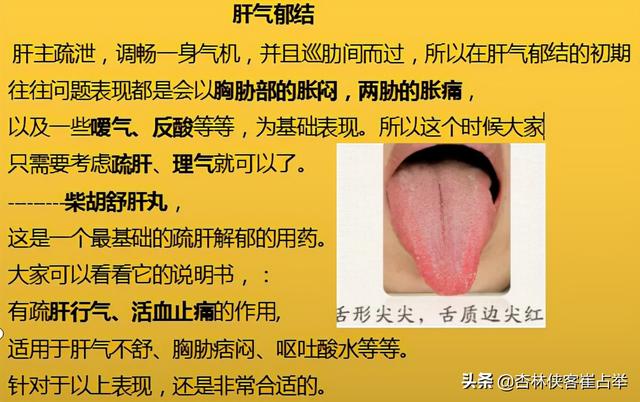 肝气郁结
肝主疏泄，调畅一身气机，并且巡肋间而过，所以在肝气郁结的初期
往往问题表现都是会以胸胁部的胀闷，两胁的胀痛，
以及一些嗳气、反酸等等，为基础表现。所以这个时候大家
只需要考虑疏肝、理气就可以了。
---------柴胡舒肝丸，
这是一个最基础的疏肝解郁的用药。
大家可以看看它的说明书，：
有疏肝行气、活血止痛的作用,
适用于肝气不舒、胸胁痞闷、呕吐酸水等等。
针对于以上表现，还是非常合适的。
舌形尖尖，舌质边尖红
头条 @杏林侠客崔占举